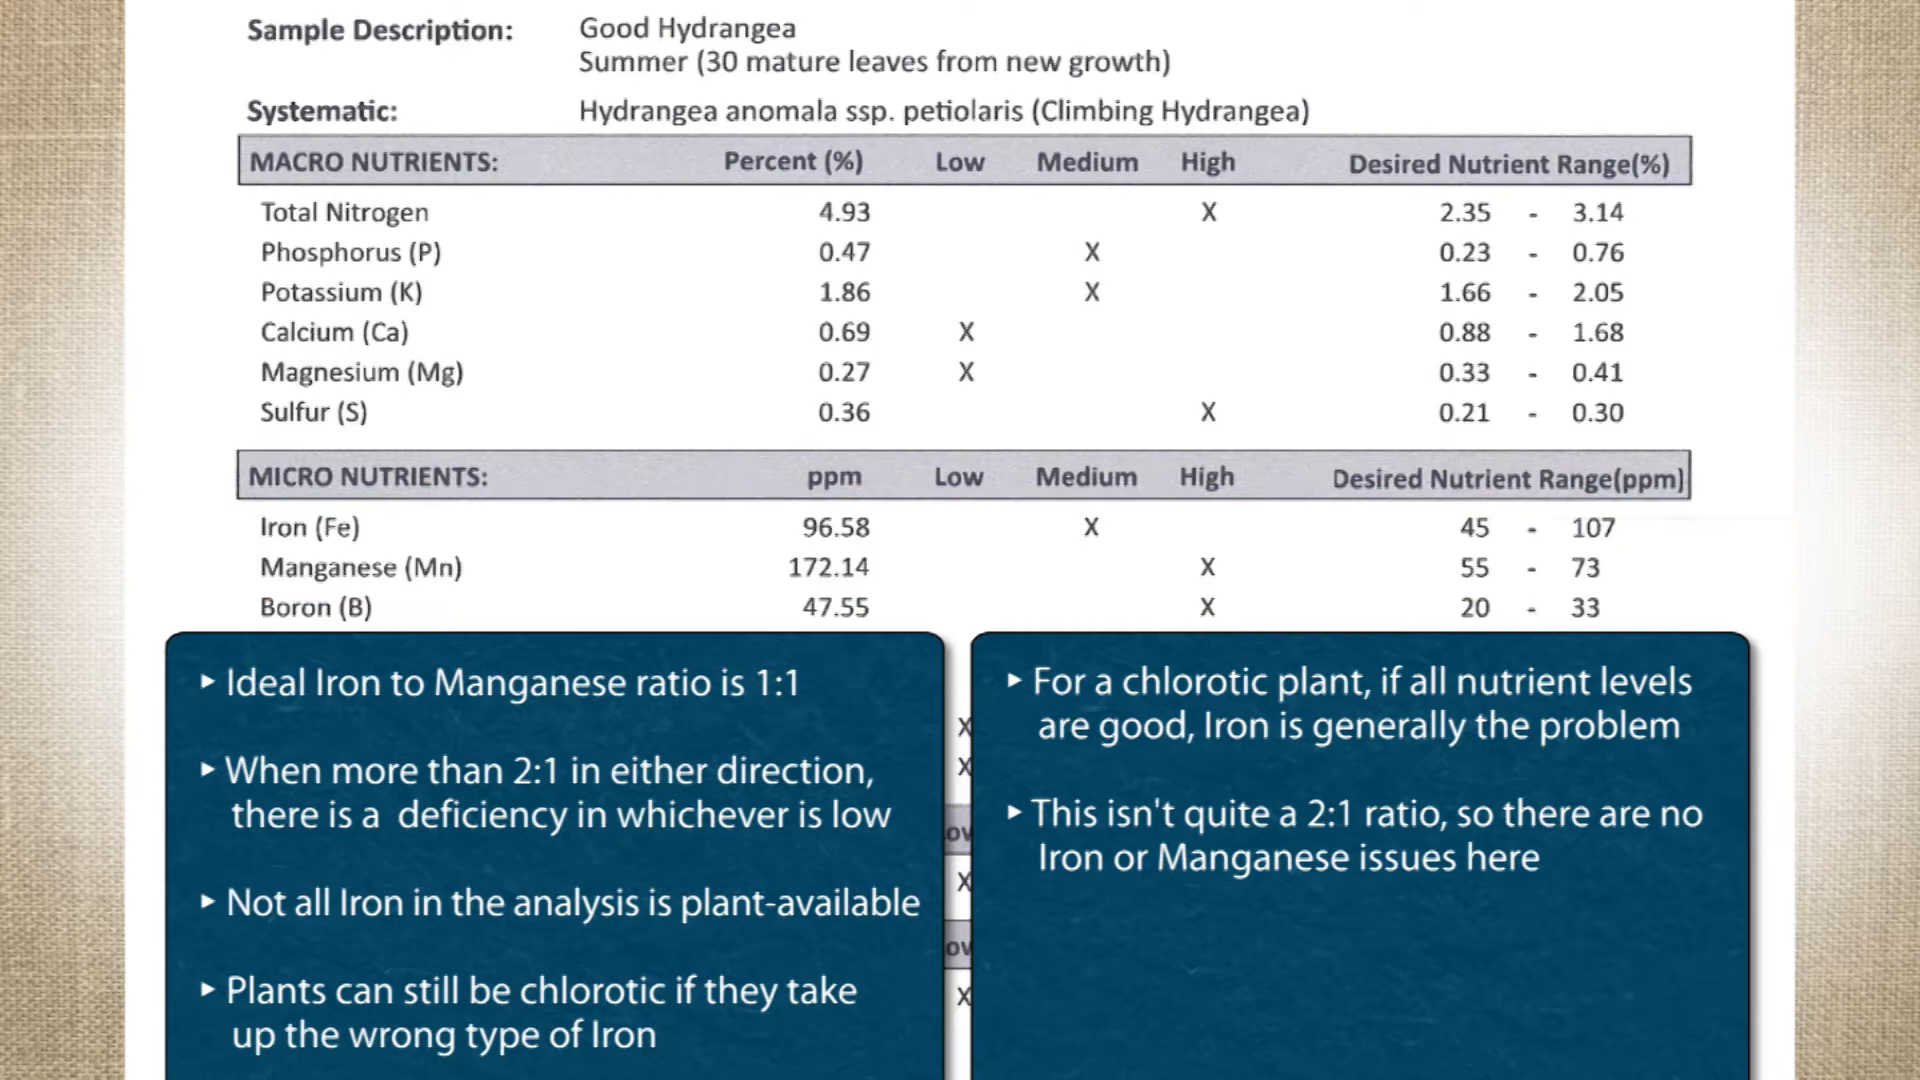 Sample Description: Good Hydrangea
Summer (30 mature leaves from new growth)
Systematic: Hydrangea anomala ssp. petiolaris (Climbing Hydrangea)
MACRO NUTRIENTS: Percent (%) Low Medium High Desired Nutrient Range(%)
Total Nitrogen 4.93 X 2.35 - 3.14
Phosphorus (P) 0.47 X 0.23 - 0.76
Potassium (K) 1.86 X 1.66 - 2.05
Calcium (Ca) 0.69 X 0.88 - 1.68
Magnesium (Mg) 0.27 X 0.33 - 0.41
Sulfur (S) 0.36 X 0.21 - 0.30
MICRO NUTRIENTS: ppm Low Medium High Desired Nutrient Range(ppm)
Iron (Fe) 96.58 X 45 - 107
Manganese (Mn) 172.14 X 55 - 73
Boron (B) 47.55 X 20 - 33
▸ Ideal Iron to Manganese ratio is 1:1
▸ When more than 2:1 in either direction,
there is a deficiency in whichever is low
▸ Not all Iron in the analysis is plant-available
▸ Plants can still be chlorotic if they take
up the wrong type of Iron
X
X
X
X
▸ For a chlorotic plant, if all nutrient levels
are good, Iron is generally the problem
▸ This isn't quite a 2:1 ratio, so there are no
Iron or Manganese issues here